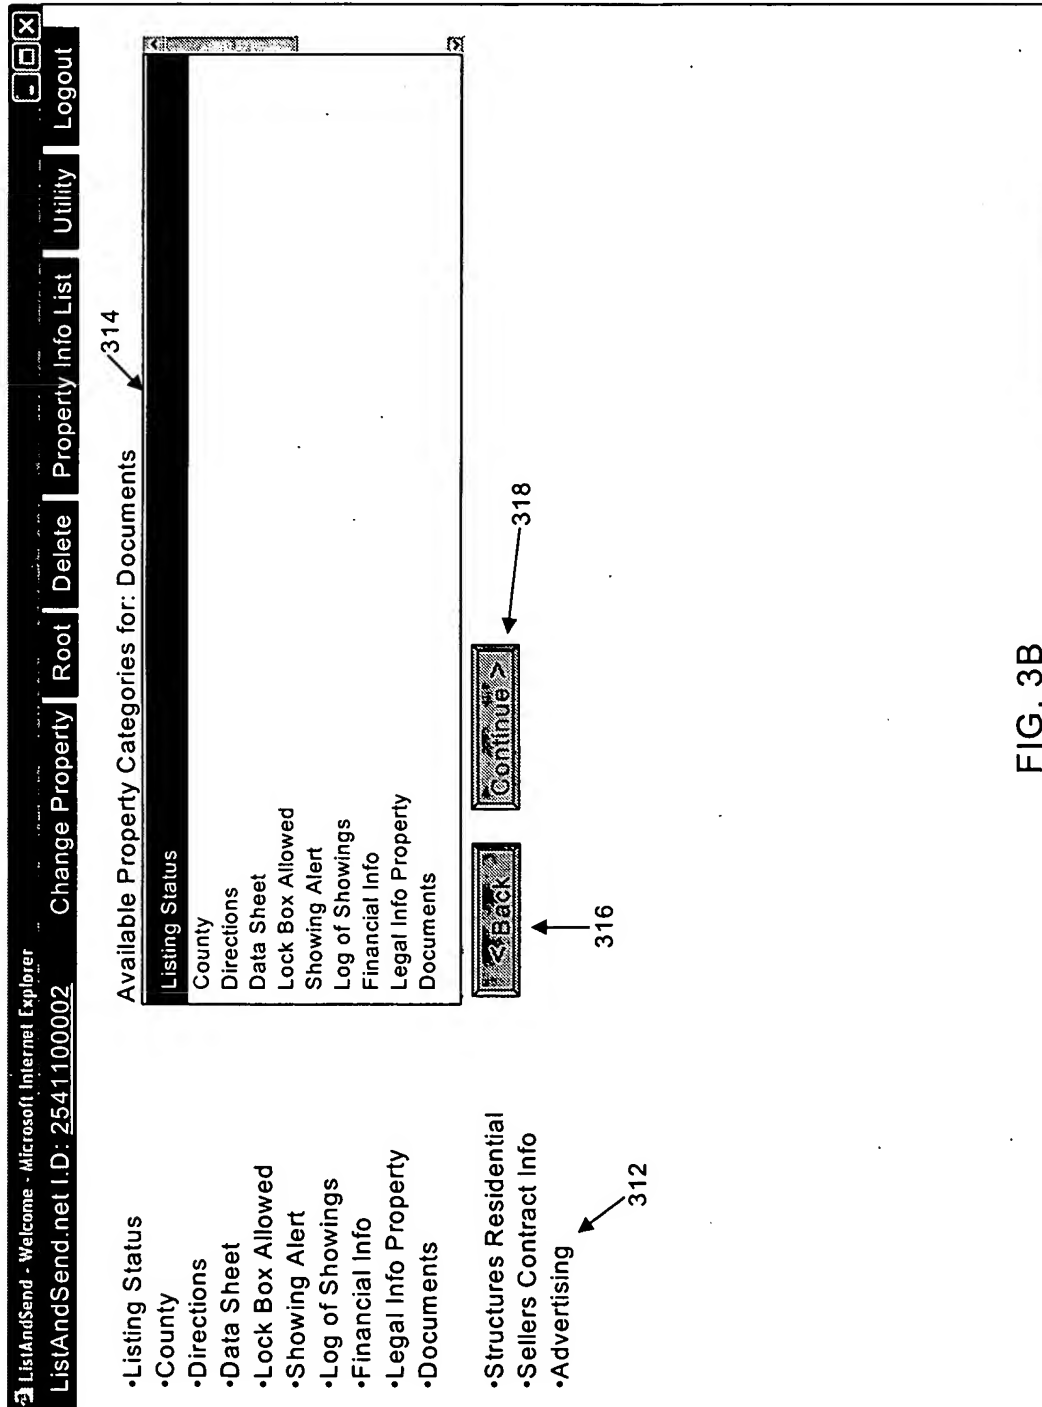 ListAndSend - Welcome - Microsoft Internet Explorer
ListAndSend.net I.D: 2541100002 Change Property Root Delete Property Info List Utility Logout
•Listing Status
•County
•Directions
•Data Sheet
•Lock Box Allowed
•Showing Alert
•Log of Showings
•Financial Info
•Legal Info Property
•Documents
•Structures Residential
•Sellers Contract Info
•Advertising
312
Available Property Categories for: Documents
314
Listing Status
County
Directions
Data Sheet
Lock Box Allowed
Showing Alert
Log of Showings
Financial Info
Legal Info Property
Documents
< Back
Continue >
316
318
FIG. 3B